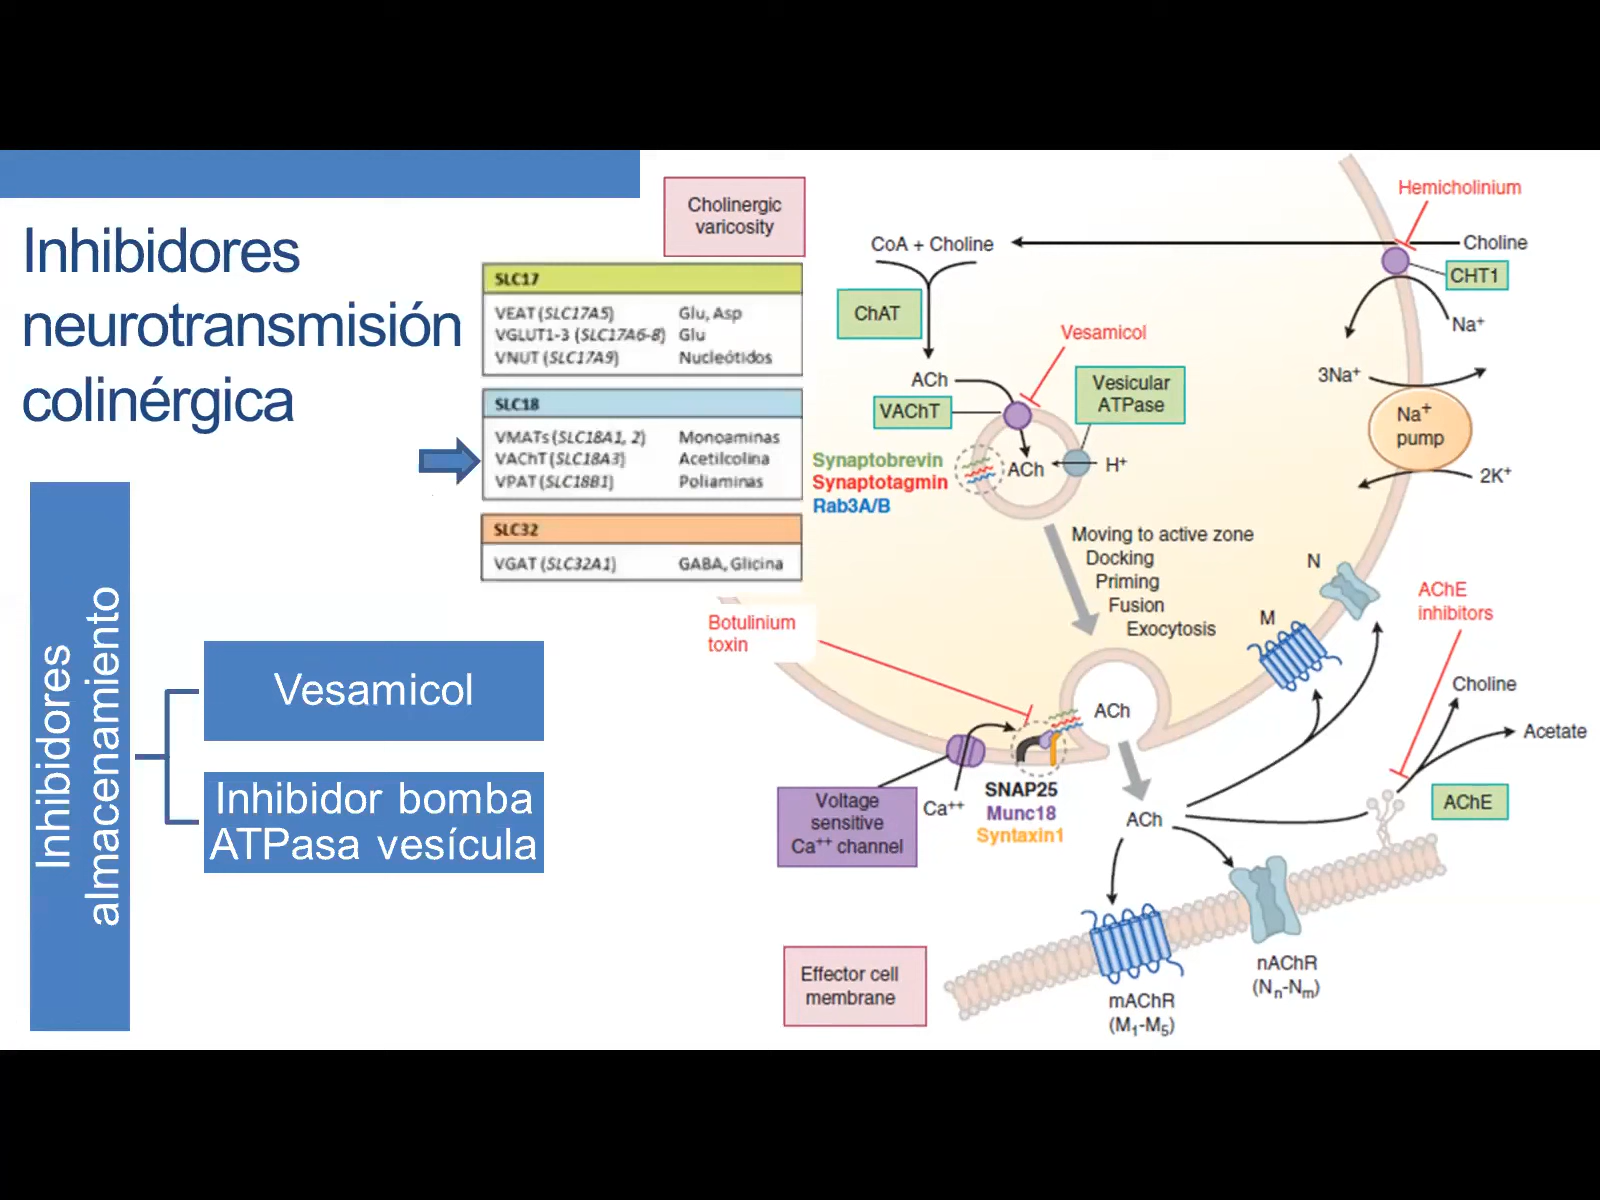 Inhibidores
neurotransmisión
colinérgica
Cholinergic
varicosity
SLC17
VEAT (SLC17A5) Glu, Asp
VGLUT1-3 (SLC17A6-8) Glu
VNUT (SLC17A9) Nucleótidos
SLC18
VMATs (SLC18A1, 2) Monoaminas
VAChT (SLC18A3) Acetilcolina
VPAT (SLC18B1) Poliaminas
SLC32
VGAT (SLC32A1) GABA, Glicina
Inhibidores
almacenamiento
Vesamicol
Inhibidor bomba
ATPasa vesícula
Hemicholinium
CoA + Choline
Choline
CHT1
Na⁺
ChAT
Vesamicol
ACh
VAChT
Vesicular
ATPase
3Na⁺
Na⁺
pump
2K⁺
Synaptobrevin
Synaptotagmin
Rab3A/B
ACh
H⁺
Moving to active zone
Docking
Priming
Fusion
Exocytosis
N
M
AChE
inhibitors
Botulinium
toxin
ACh
Choline
Acetate
AChE
Voltage
sensitive
Ca⁺⁺ channel
Ca⁺⁺
SNAP25
Munc18
Syntaxin1
ACh
Effector cell
membrane
mAChR
(M₁-M₅)
nAChR
(Nₙ-Nₘ)